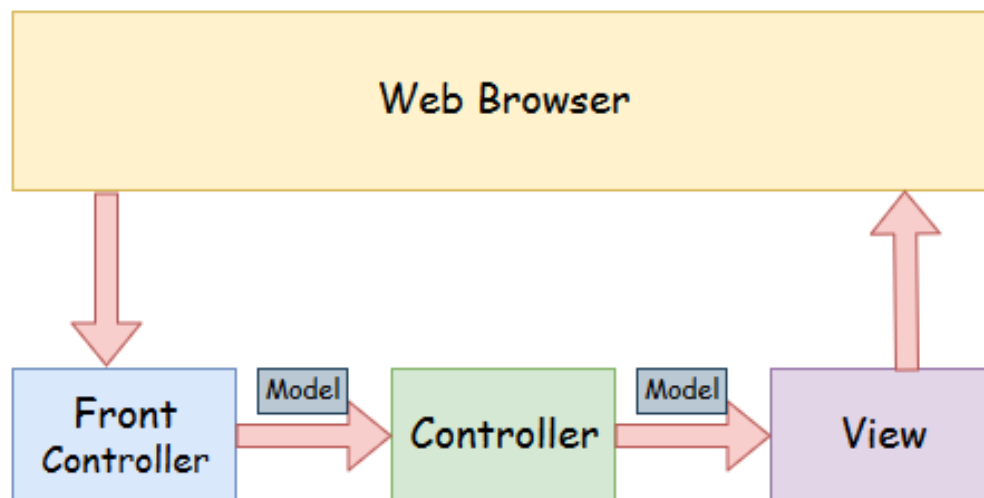 Web Browser
Front
Controller
Model
Controller
Model
View